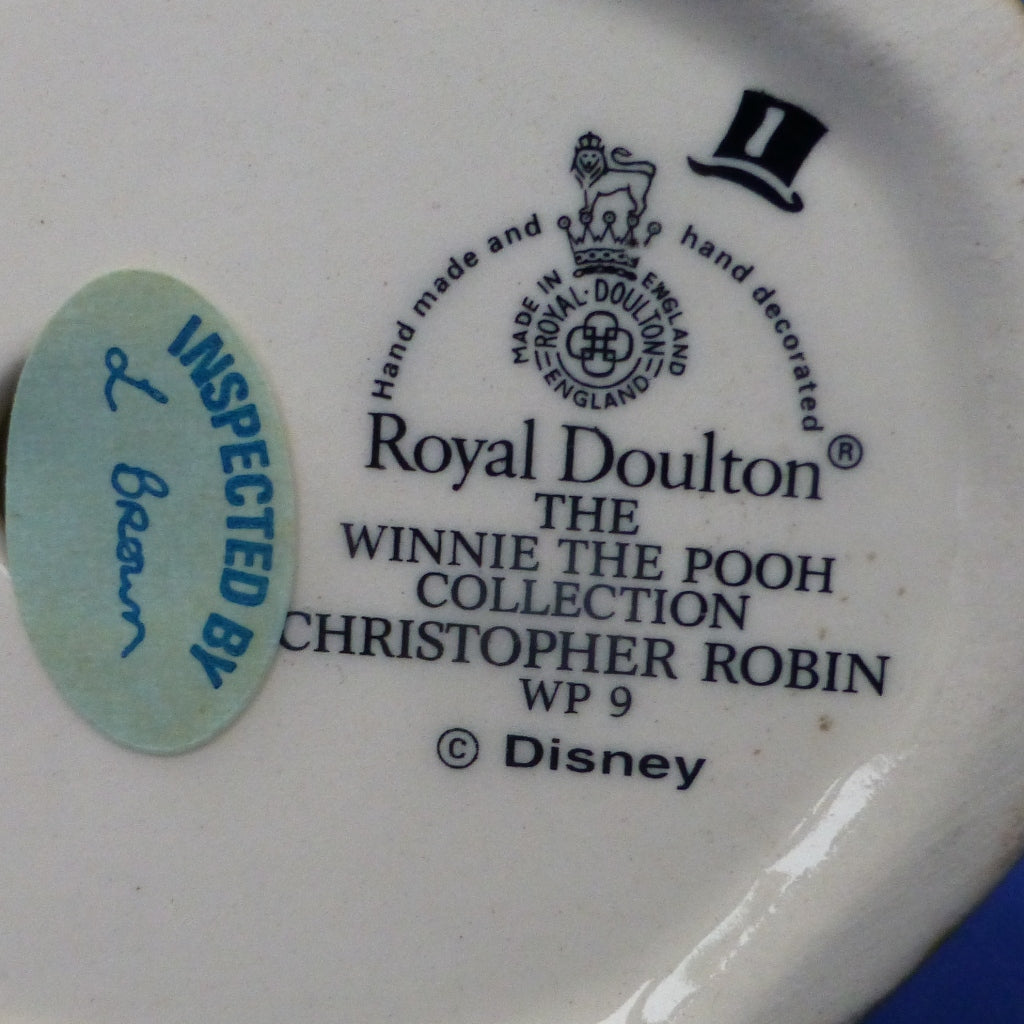 1
Hand made and hand decorated
MADE IN ENGLAND
ROYAL·DOULTON
ENGLAND
Royal Doulton®
THE
WINNIE THE POOH
COLLECTION
CHRISTOPHER ROBIN
WP 9
© Disney
INSPECTED BY
L Brown